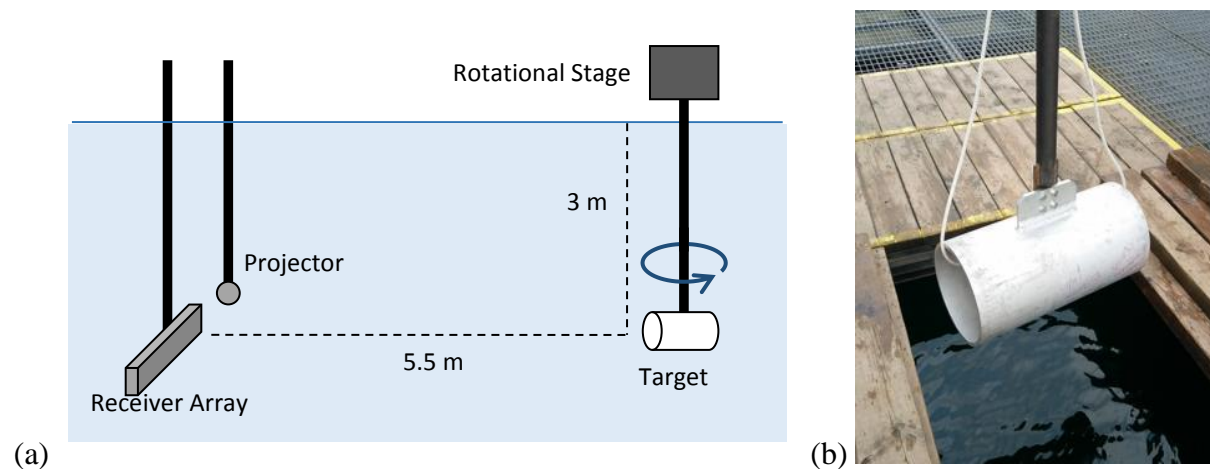 Rotational Stage
3 m
Projector
5.5 m
Receiver Array
Target
(a)
(b)